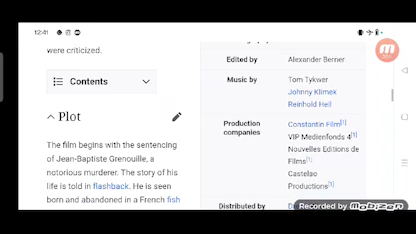 12:41
were criticized.
Contents
Plot
The film begins with the sentencing
of Jean-Baptiste Grenouille, a
notorious murderer. The story of his
life is told in flashback. He is seen
born and abandoned in a French fish
Edited by Alexander Berner
Music by Tom Tykwer
Johnny Klimek
Reinhold Heil
Production
companies
Constantin Film[1]
VIP Medienfonds 4[1]
Nouvelles Editions de
Films[1]
Castelao
Productions[1]
Distributed by
Recorded by Mobizen